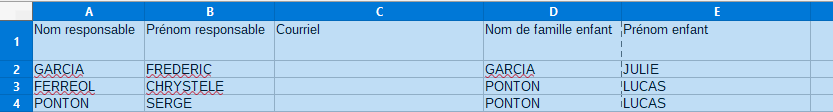 A B C D E
1 Nom responsable Prénom responsable Courriel Nom de famille enfant Prénom enfant
2 GARCIA FREDERIC GARCIA JULIE
3 FERREOL CHRYSTELE PONTON LUCAS
4 PONTON SERGE PONTON LUCAS